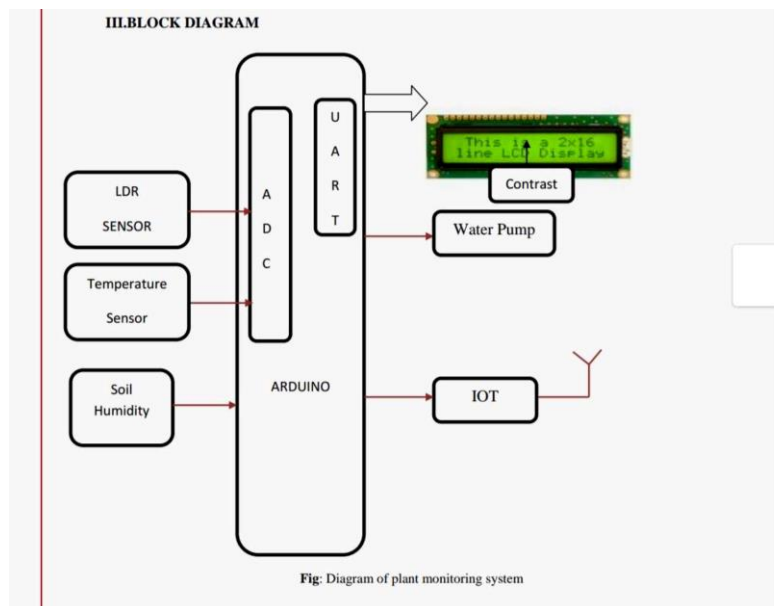 III.BLOCK DIAGRAM
U
A
R
T
This is a 2x16
line LCD Display
Contrast
LDR
SENSOR
A
D
C
Water Pump
Temperature
Sensor
Soil
Humidity
ARDUINO
IOT
Fig: Diagram of plant monitoring system